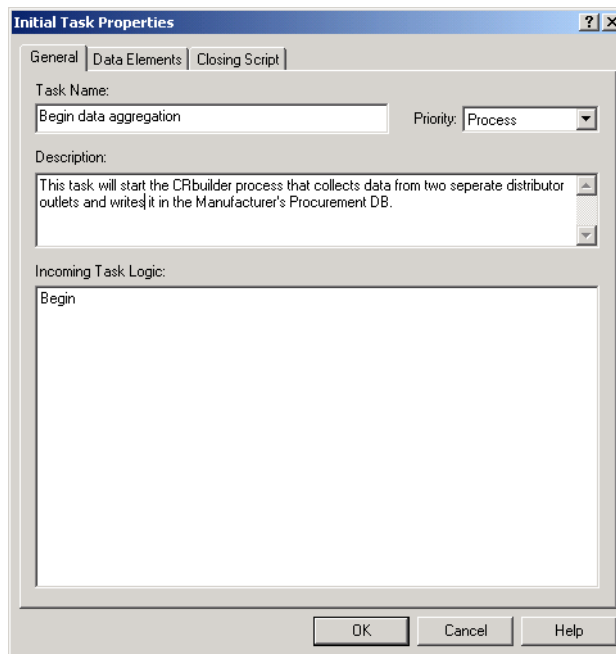 Initial Task Properties
General
Data Elements
Closing Script
Task Name:
Begin data aggregation
Priority: Process
Description:
This task will start the CRbuilder process that collects data from two seperate distributor
outlets and writes it in the Manufacturer's Procurement DB.
Incoming Task Logic:
Begin
OK
Cancel
Help